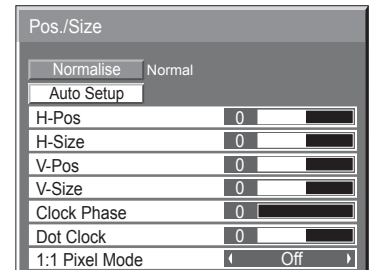 Pos./Size
Normalise Normal
Auto Setup
H-Pos 0
H-Size 0
V-Pos 0
V-Size 0
Clock Phase 0
Dot Clock 0
1:1 Pixel Mode Off